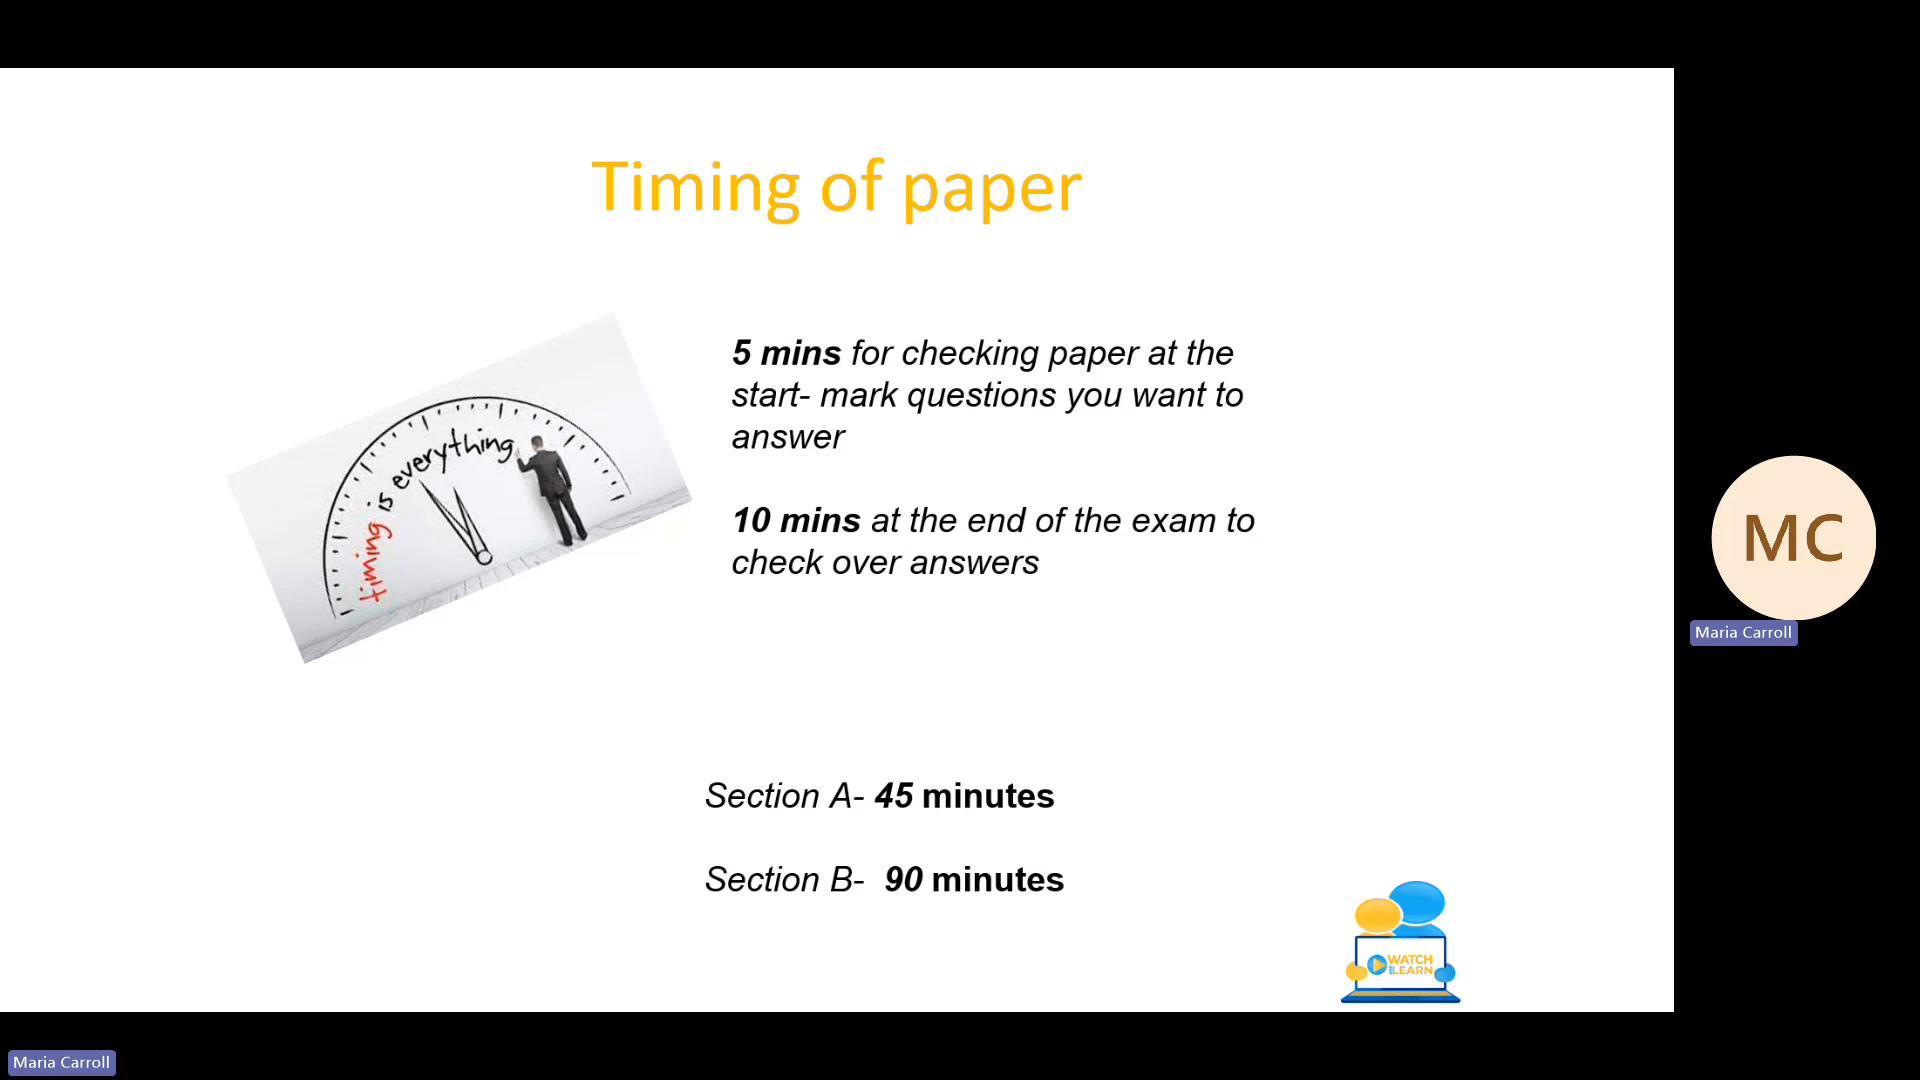 Timing of paper
timing is everything
5 mins for checking paper at the
start- mark questions you want to
answer
10 mins at the end of the exam to
check over answers
Section A- 45 minutes
Section B-  90 minutes
WATCH
LEARN
MC
Maria Carroll
Maria Carroll